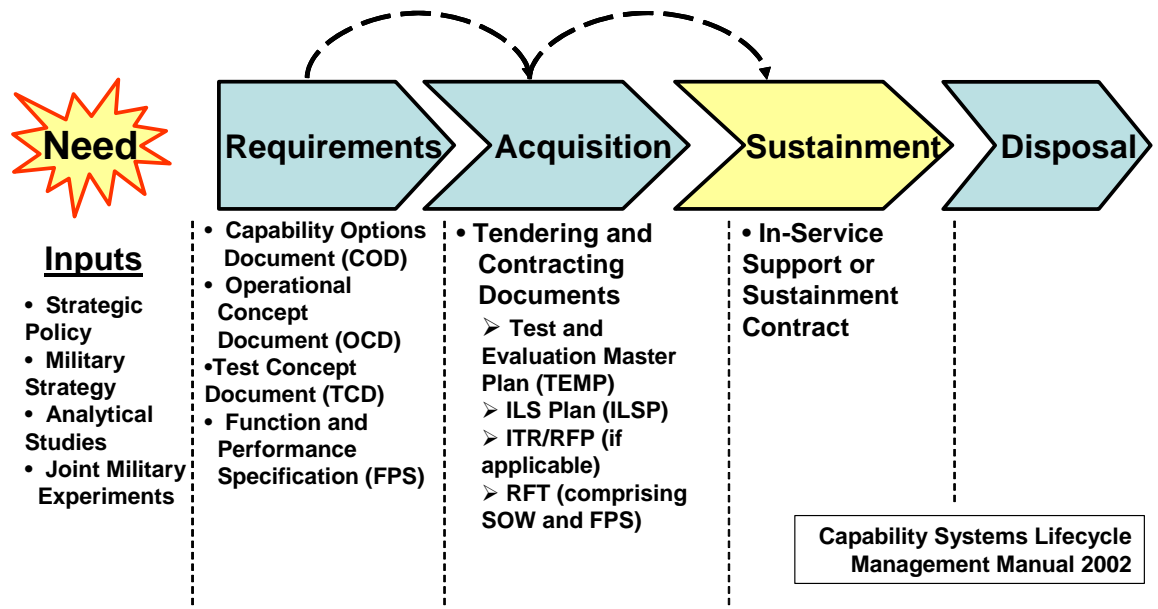 Need
Requirements
Acquisition
Sustainment
Disposal
Inputs
• Strategic
Policy
• Military
Strategy
• Analytical
Studies
• Joint Military
Experiments
• Capability Options
Document (COD)
• Operational
Concept
Document (OCD)
•Test Concept
Document (TCD)
• Function and
Performance
Specification (FPS)
• Tendering and
Contracting
Documents
➢ Test and
Evaluation Master
Plan (TEMP)
➢ ILS Plan (ILSP)
➢ ITR/RFP (if
applicable)
➢ RFT (comprising
SOW and FPS)
• In-Service
Support or
Sustainment
Contract
Capability Systems Lifecycle
Management Manual 2002